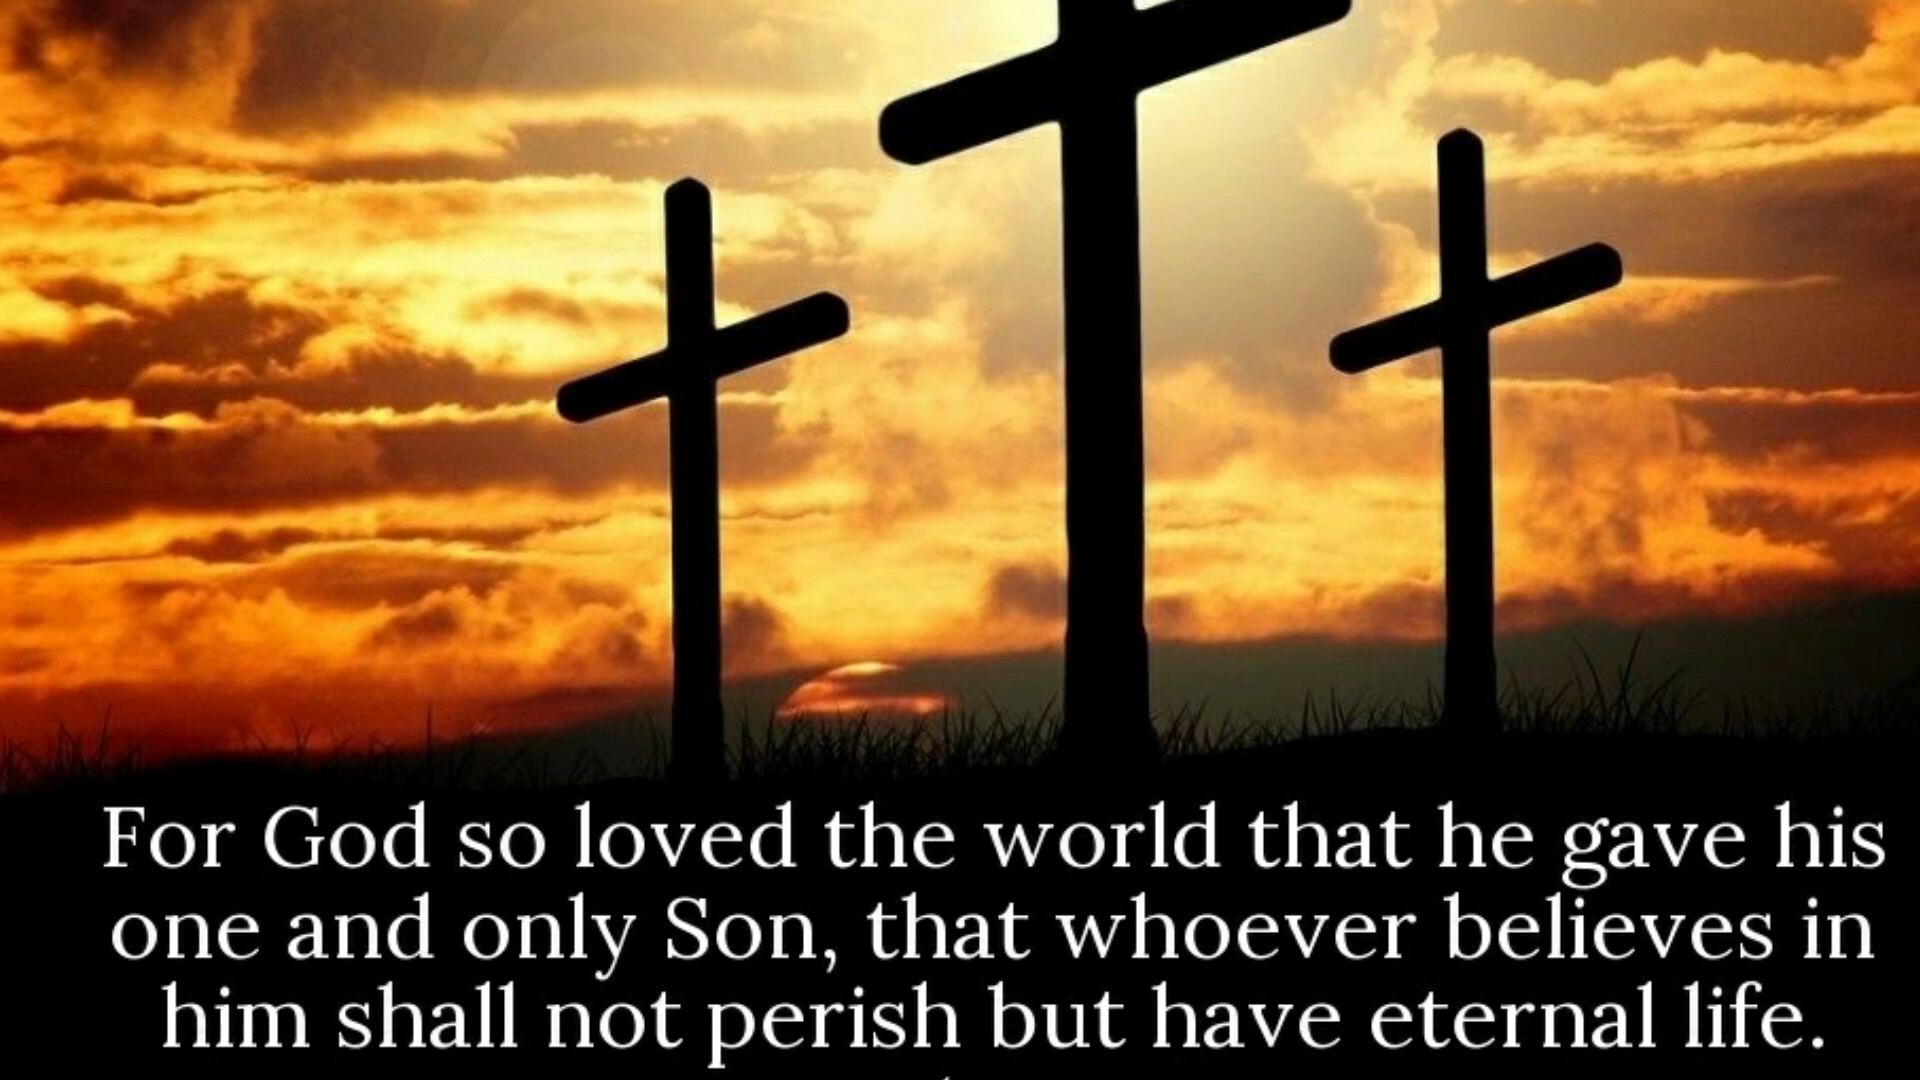 For God so loved the world that he gave his
one and only Son, that whoever believes in
him shall not perish but have eternal life.